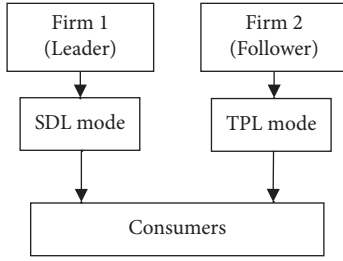 Firm 1
(Leader)
Firm 2
(Follower)
SDL mode
TPL mode
Consumers